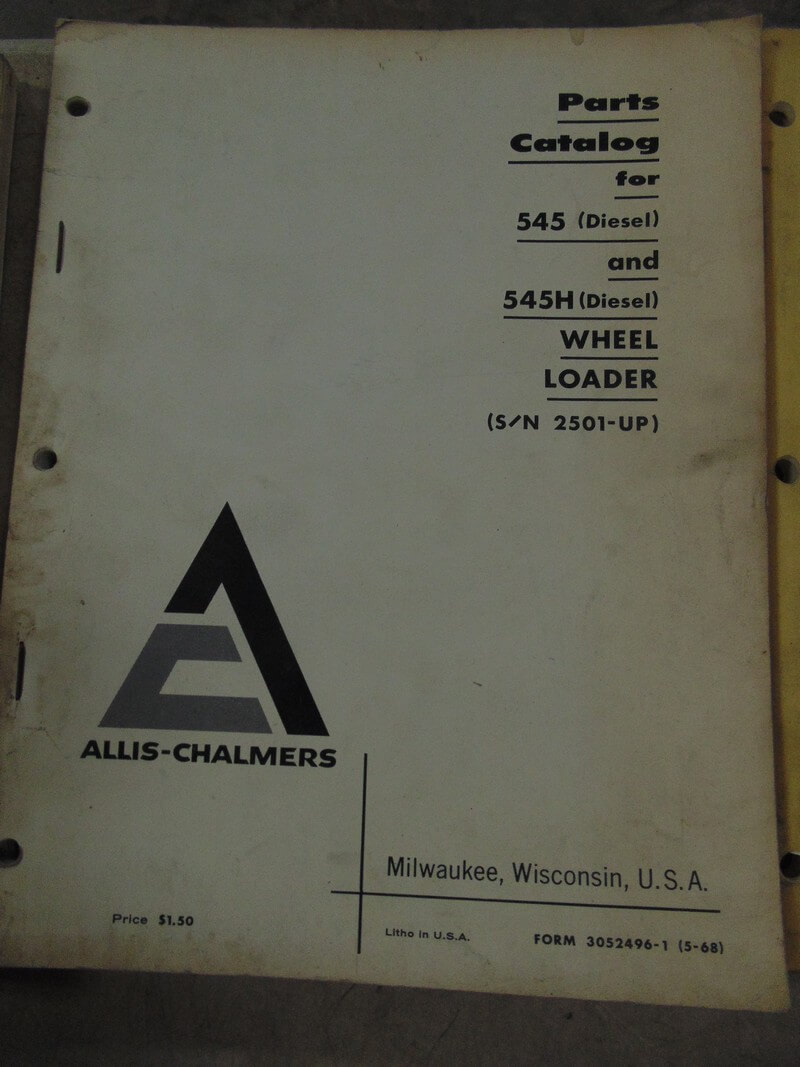 Parts
Catalog
for
545 (Diesel)
and
545H (Diesel)
WHEEL
LOADER
(S/N 2501-UP)
ALLIS-CHALMERS
Milwaukee, Wisconsin, U.S.A.
Price $1.50
Litho in U.S.A.
FORM 3052496-1 (5-68)